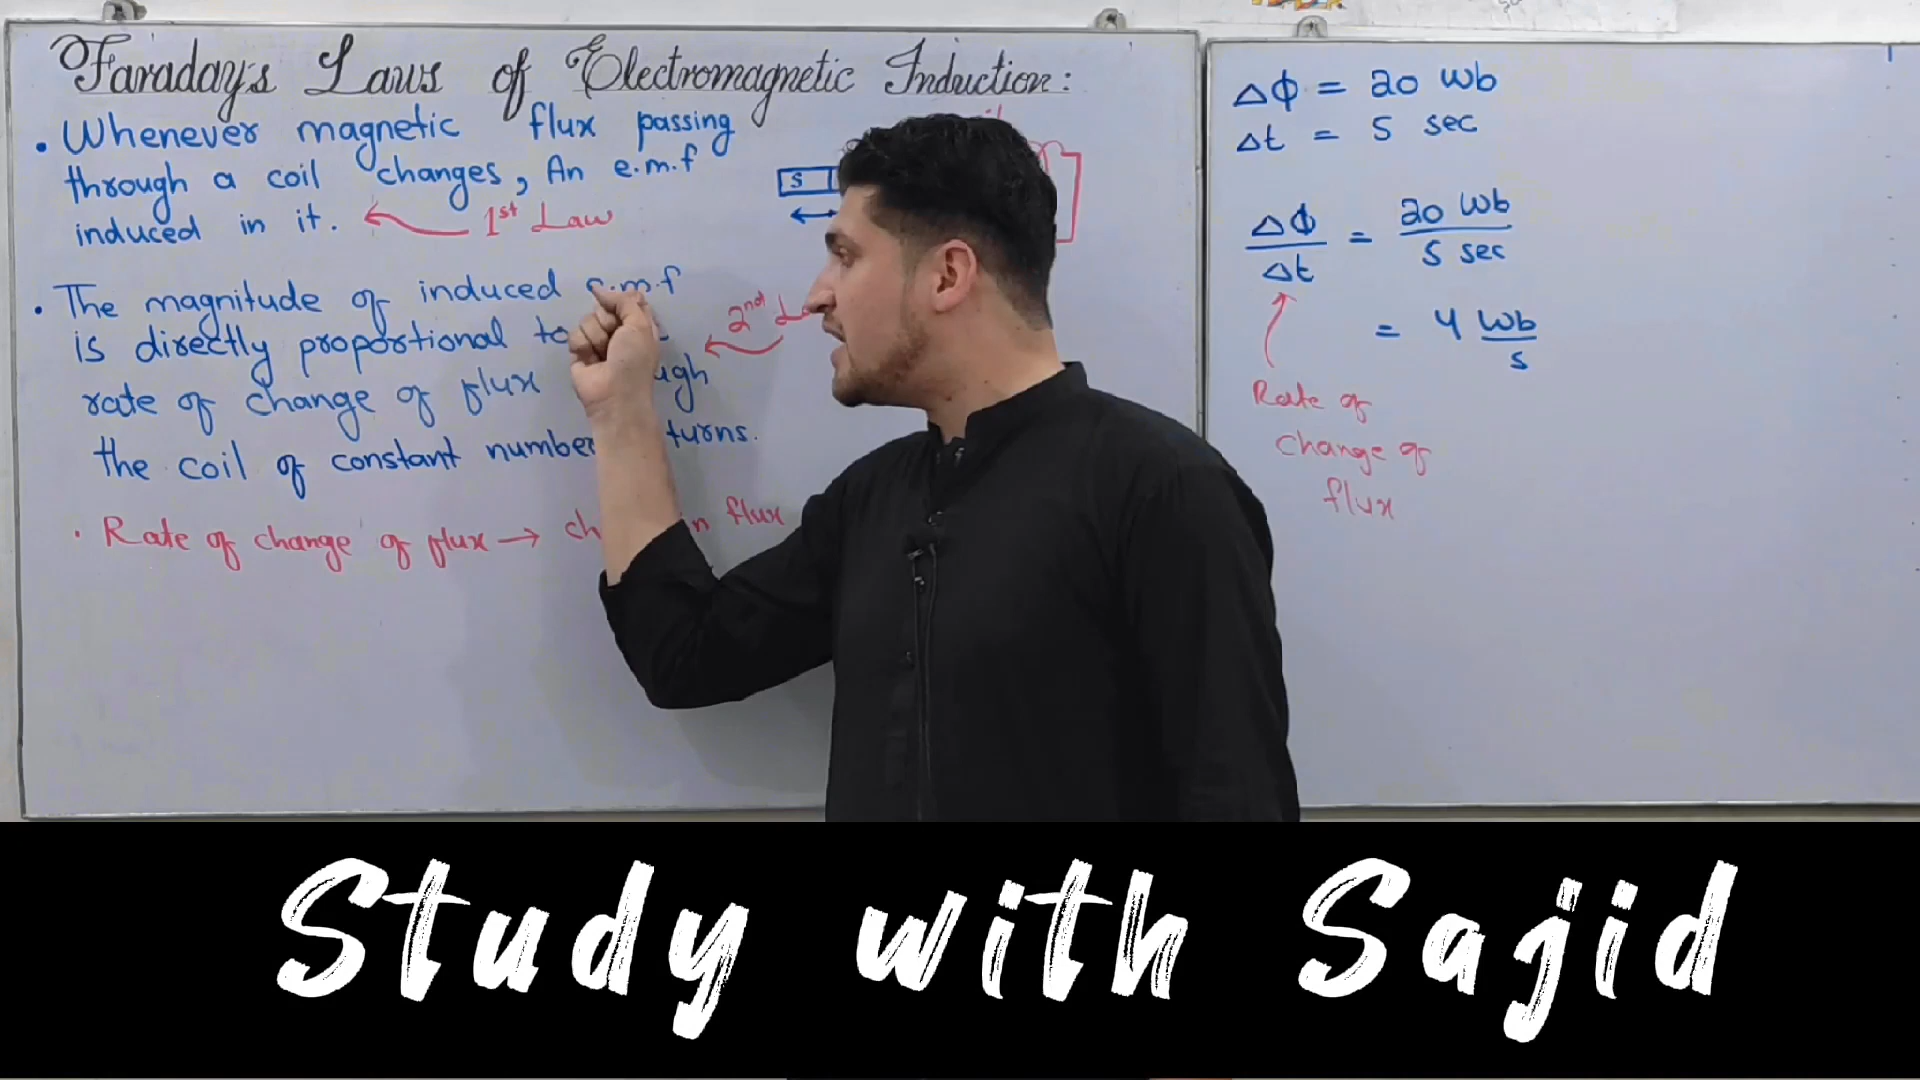 Faraday's Laws of Electromagnetic Induction:
• Whenever magnetic flux passing
through a coil changes, An e.m.f
induced in it. 1st Law
• The magnitude of induced e.m.f
is directly proportional to
2nd
rate of change of flux
the coil of constant number turns.
• Rate of change of flux → in flux
S
ΔΦ = 20 Wb
Δt = 5 sec
ΔΦ/Δt = 20 Wb/5 sec
= 4 Wb/s
Rate of
change of
flux
Study with Sajid